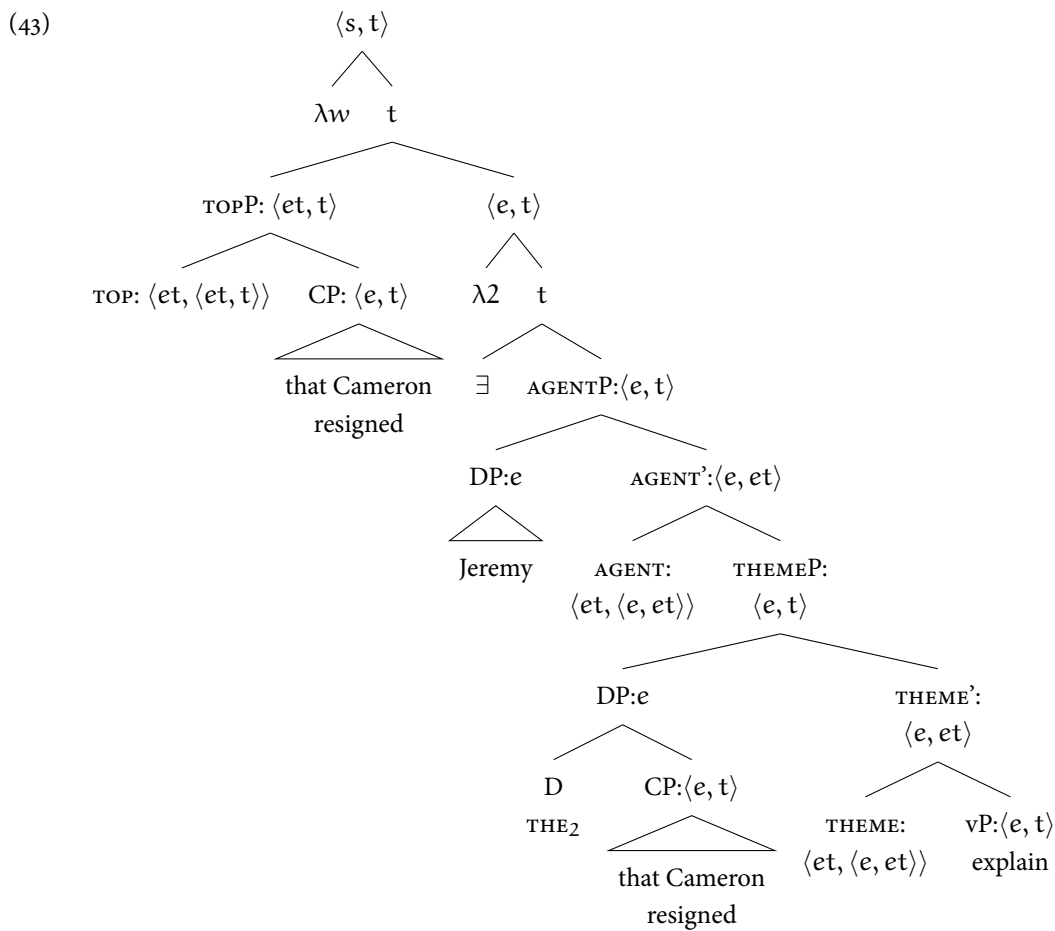 (43)
⟨s, t⟩
λw t
TOPP: ⟨et, t⟩ ⟨e, t⟩
TOP: ⟨et, ⟨et, t⟩⟩ CP: ⟨e, t⟩ λ2 t
that Cameron ∃ AGENTP:⟨e, t⟩
resigned
DP:e AGENT’:⟨e, et⟩
Jeremy AGENT: THEMEP:
⟨et, ⟨e, et⟩⟩ ⟨e, t⟩
DP:e THEME’:
⟨e, et⟩
D CP:⟨e, t⟩
THE₂ THEME: vP:⟨e, t⟩
that Cameron ⟨et, ⟨e, et⟩⟩ explain
resigned